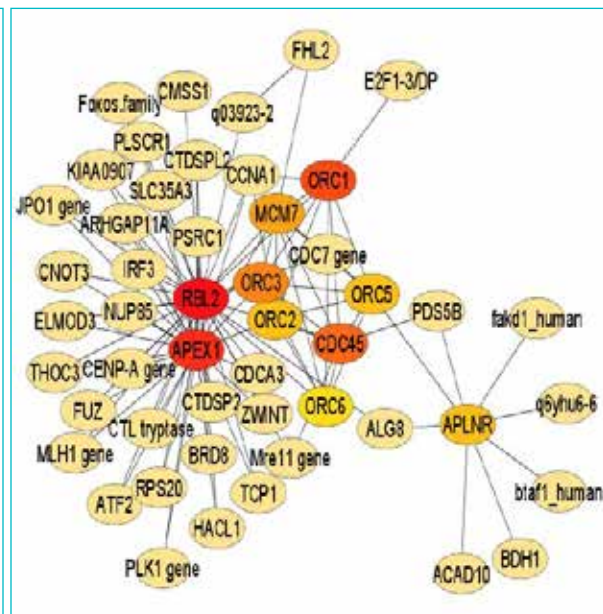 FHL2
E2F1-3/DP
CMSS1
Foxos.family
q03923-2
PLSCR1
CTDSPL2
KIAA0907
CCNA1
ORC1
SLC35A3
JPO1 gene
MCM7
ARHGAP11A
PSRC1
CDC7 gene
CNOT3
IRF3
ORC3
RBL2
ORC5
NUP85
PDS5B
ELMOD3
ORC2
fakd1_human
APEX1
CDC45
THOC3
CENP-A gene
CDCA3
q6yhu6-6
FUZ
CTDSP2
ORC6
ZWINT
APLNR
CTL tryptase
ALG8
MLH1 gene
BRD8
Mre11 gene
btaf1_human
RPS20
ATF2
TCP1
HACL1
BDH1
PLK1 gene
ACAD10